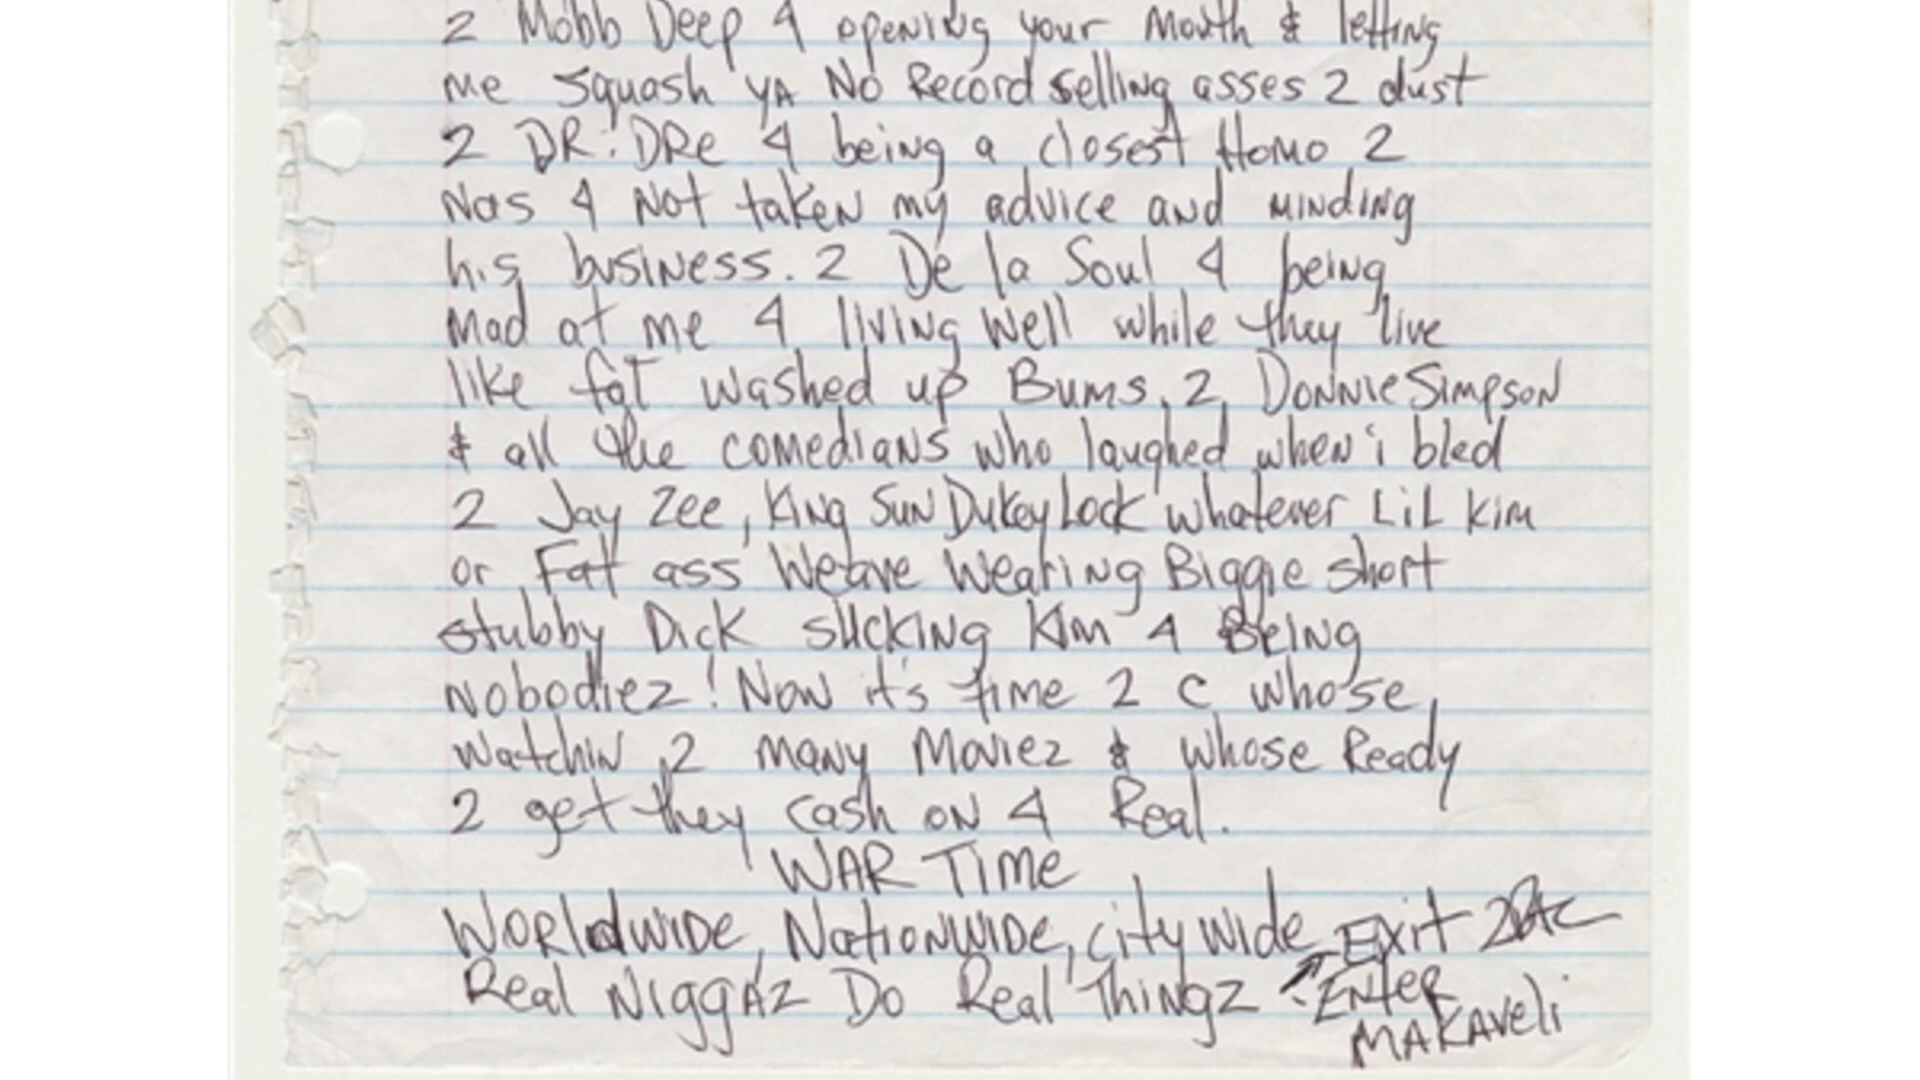 2 Mobb Deep 4 opening your Mouth & letting
me squash YA No Record selling asses 2 dust
2 DR. DRe 4 being a closest Homo 2
Nas 4 Not taken my advice and minding
his business. 2 De la Soul 4 being
Mad at me 4 living well while they live
like fat washed up Bums, 2 Donnie Simpson
& all the comedians who laughed when i bled
2 Jay Zee, King Sun Dukey Lock whatever LiL Kim
or Fat ass Weave Wearing Biggie short
stubby Dick sucking Kim 4 Being
Nobodiez! Now it's time 2 C whose
watchin 2 many Moviez & whose Ready
2 get they cash on 4 Real.
WAR TIME
WORldWIDE, NatioNWIDE, city wide Exit 2PAC
Real NiggAz Do Real Thingz ENteR
MAKAVeli